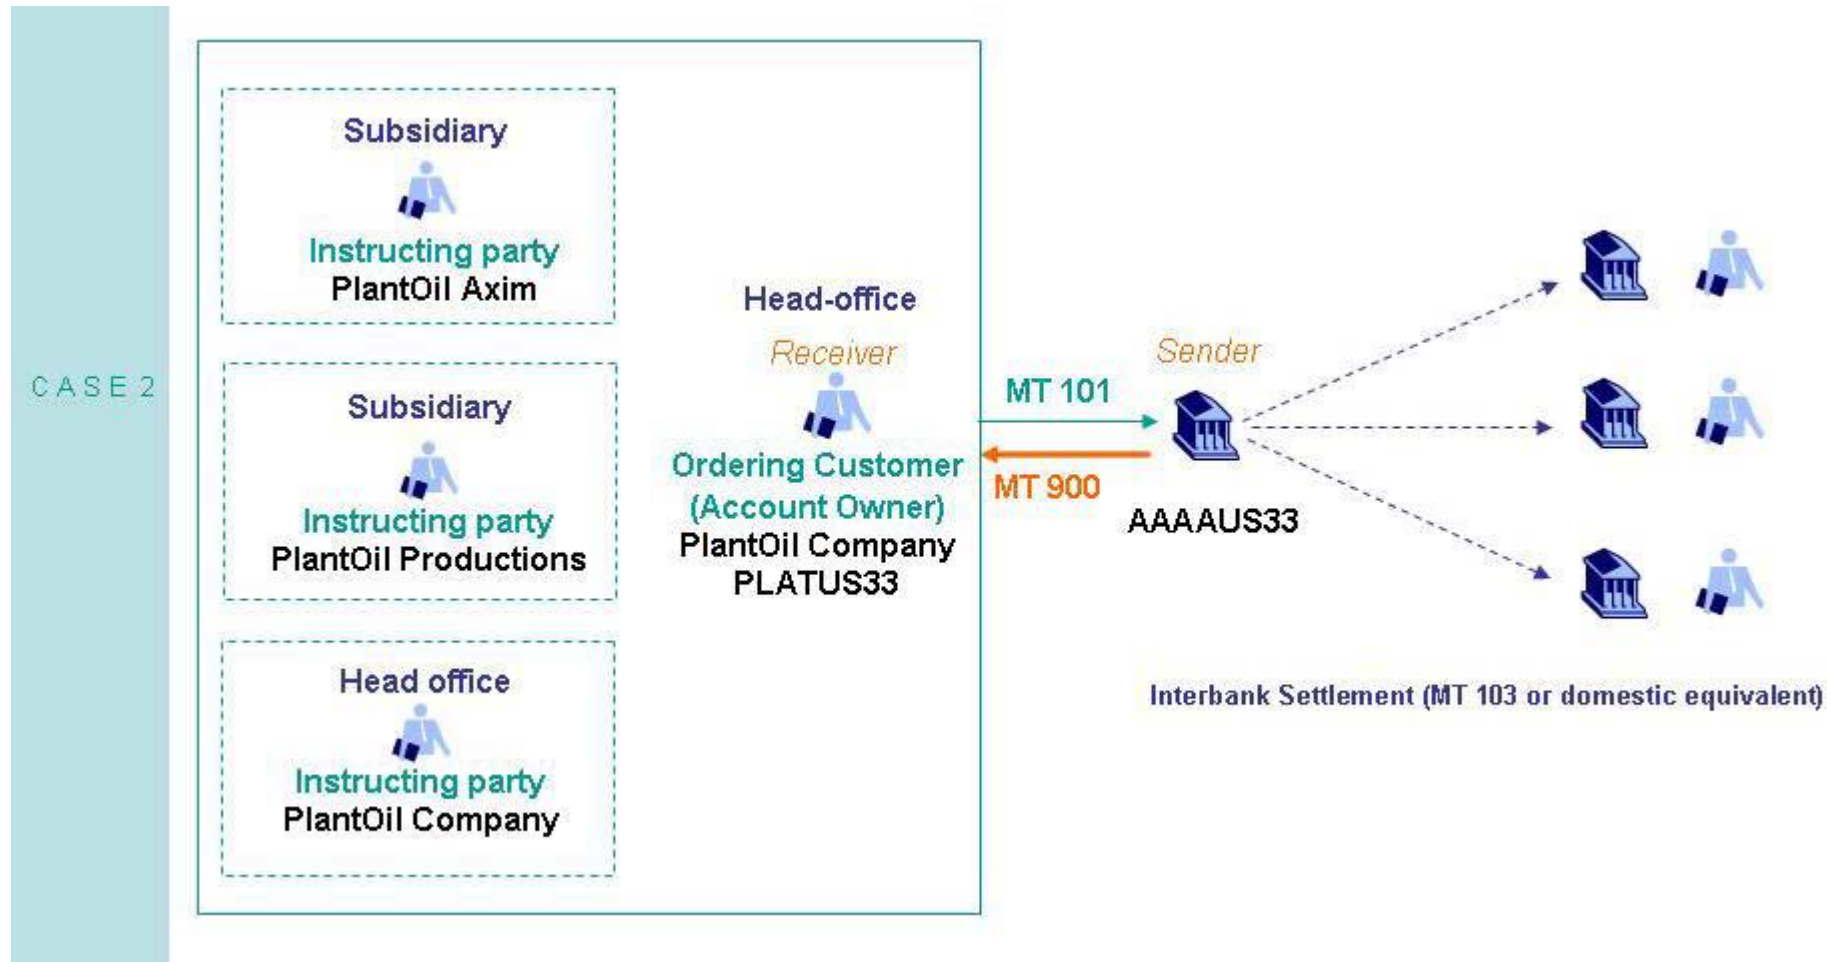 CASE 2
Subsidiary
Instructing party
PlantOil Axim
Subsidiary
Instructing party
PlantOil Productions
Head office
Instructing party
PlantOil Company
Head-office
Receiver
Ordering Customer
(Account Owner)
PlantOil Company
PLATUS33
MT 101
MT 900
Sender
AAAAUS33
Interbank Settlement (MT 103 or domestic equivalent)